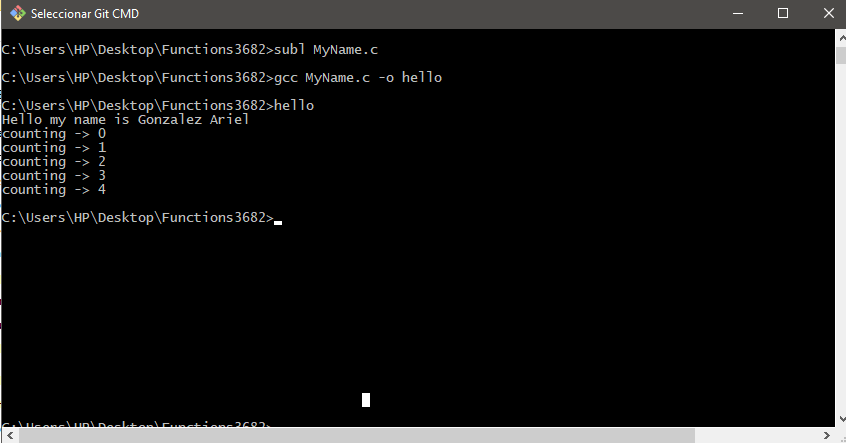 Seleccionar Git CMD
C:\Users\HP\Desktop\Functions3682>subl MyName.c
C:\Users\HP\Desktop\Functions3682>gcc MyName.c -o hello
C:\Users\HP\Desktop\Functions3682>hello
Hello my name is Gonzalez Ariel
counting -> 0
counting -> 1
counting -> 2
counting -> 3
counting -> 4
C:\Users\HP\Desktop\Functions3682>
C:\Users\HP\Desktop\Functions3682>